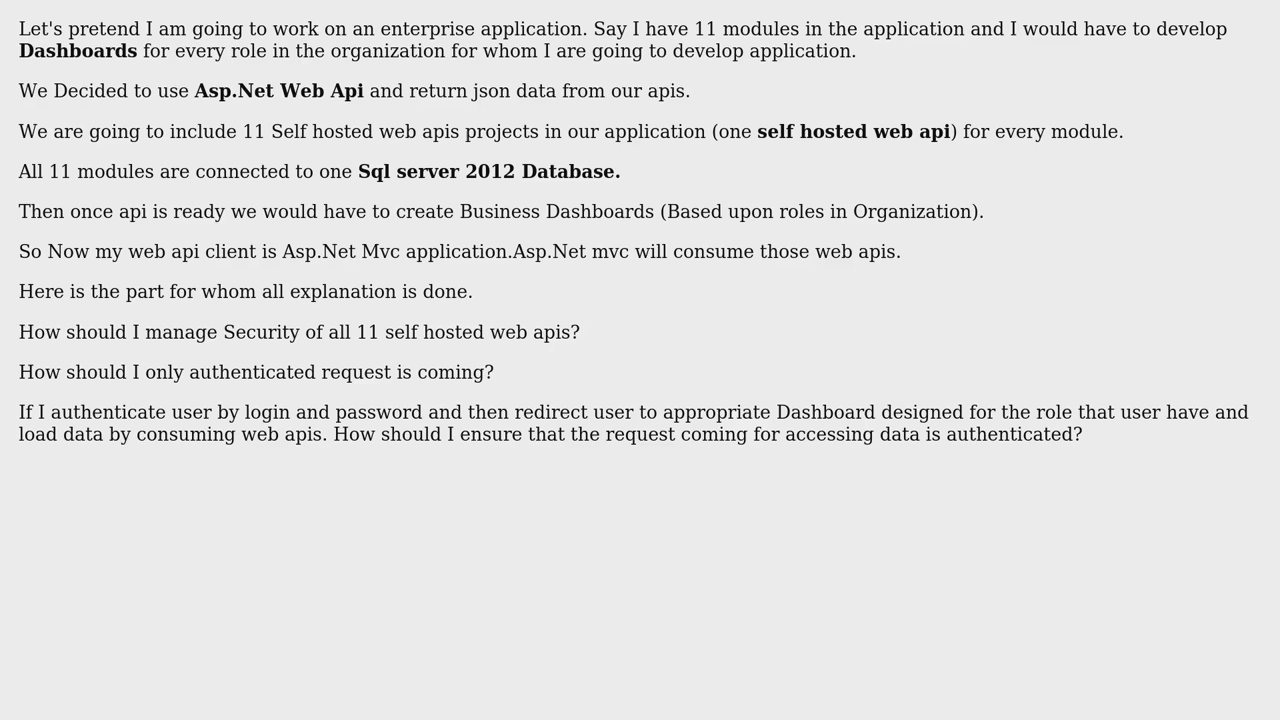 Let's pretend I am going to work on an enterprise application. Say I have 11 modules in the application and I would have to develop
Dashboards for every role in the organization for whom I are going to develop application.
We Decided to use Asp.Net Web Api and return json data from our apis.
We are going to include 11 Self hosted web apis projects in our application (one self hosted web api) for every module.
All 11 modules are connected to one Sql server 2012 Database.
Then once api is ready we would have to create Business Dashboards (Based upon roles in Organization).
So Now my web api client is Asp.Net Mvc application.Asp.Net mvc will consume those web apis.
Here is the part for whom all explanation is done.
How should I manage Security of all 11 self hosted web apis?
How should I only authenticated request is coming?
If I authenticate user by login and password and then redirect user to appropriate Dashboard designed for the role that user have and
load data by consuming web apis. How should I ensure that the request coming for accessing data is authenticated?